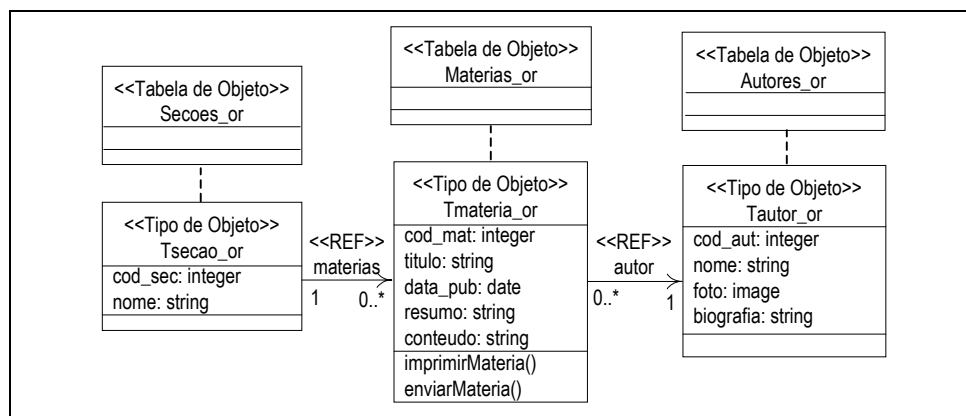 <<Tabela de Objeto>>
Secoes_or
<<Tipo de Objeto>>
Tsecao_or
cod_sec: integer
nome: string
<<REF>>
materias
1
0..*
<<Tabela de Objeto>>
Materias_or
<<Tipo de Objeto>>
Tmateria_or
cod_mat: integer
titulo: string
data_pub: date
resumo: string
conteudo: string
imprimirMateria()
enviarMateria()
<<REF>>
autor
0..*
1
<<Tabela de Objeto>>
Autores_or
<<Tipo de Objeto>>
Tautor_or
cod_aut: integer
nome: string
foto: image
biografia: string